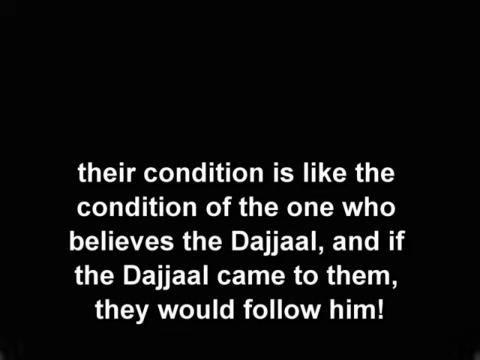 their condition is like the
condition of the one who
believes the Dajjaal, and if
the Dajjaal came to them,
they would follow him!